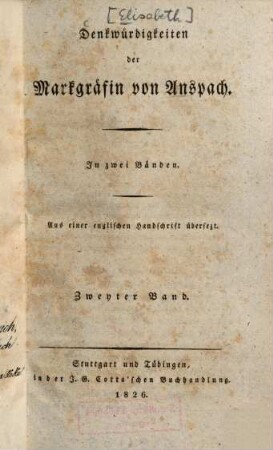 [Elisabeth]
Denkwürdigkeiten
der
Markgräfin von Anspach.
In zwei Bänden.
Aus einer englischen Handschrift übersezt.
Zweyter Band.
Stuttgart und Tübingen,
in der J. G. Cotta'schen Buchhandlung.
1826.